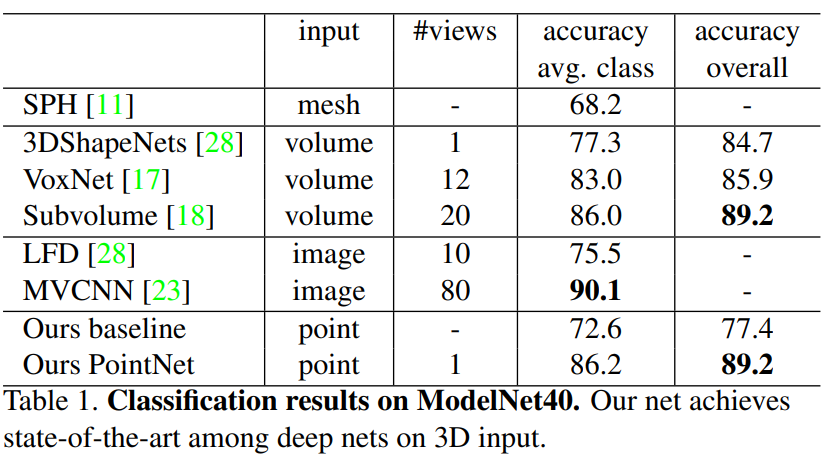 input #views accuracy accuracy
avg. class overall
SPH [11] mesh - 68.2 -
3DShapeNets [28] volume 1 77.3 84.7
VoxNet [17] volume 12 83.0 85.9
Subvolume [18] volume 20 86.0 89.2
LFD [28] image 10 75.5 -
MVCNN [23] image 80 90.1 -
Ours baseline point - 72.6 77.4
Ours PointNet point 1 86.2 89.2
Table 1. Classification results on ModelNet40. Our net achieves
state-of-the-art among deep nets on 3D input.